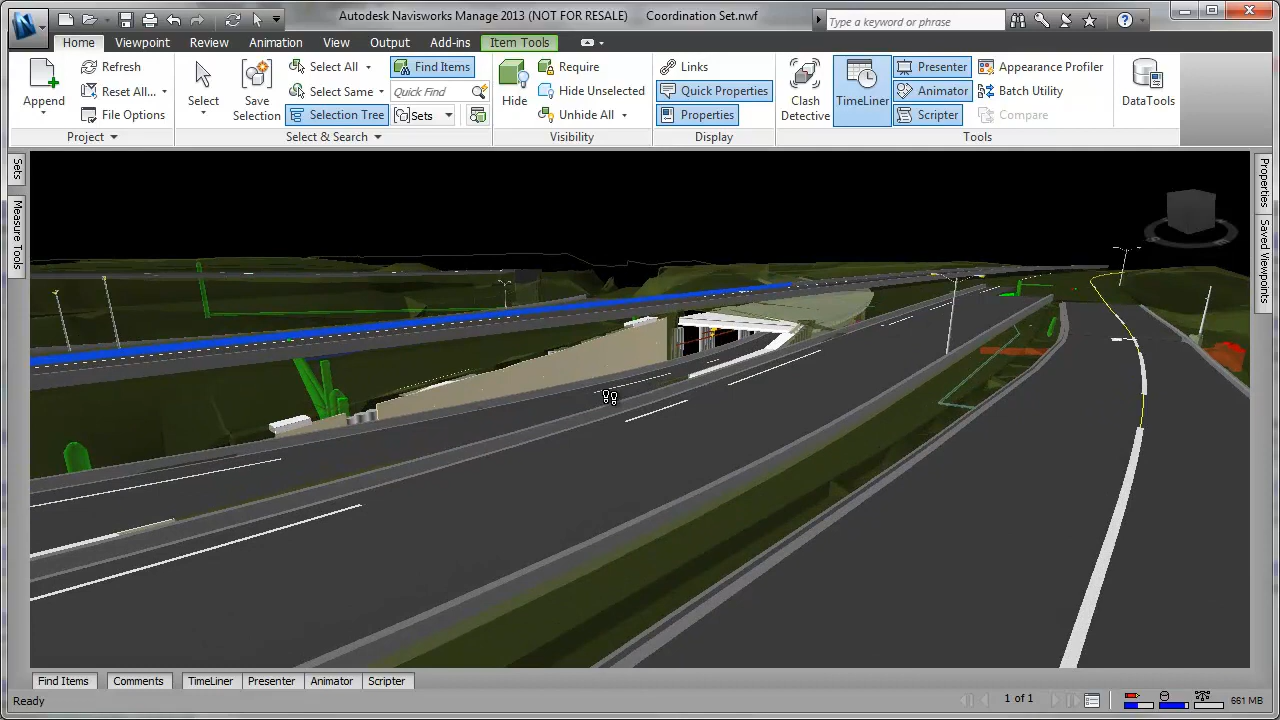 Autodesk Navisworks Manage 2013 (NOT FOR RESALE) Coordination Set.nwf
Type a keyword or phrase
Home Viewpoint Review Animation View Output Add-ins Item Tools
Append
Refresh
Reset All...
File Options
Project
Select
Save Selection
Select All
Select Same
Selection Tree
Find Items
Quick Find
Sets
Select & Search
Hide
Require
Hide Unselected
Unhide All
Visibility
Links
Quick Properties
Properties
Display
Clash Detective
TimeLiner
Presenter
Animator
Scripter
Appearance Profiler
Batch Utility
Compare
Tools
DataTools
Sets
Measure Tools
Properties
Saved Viewpoints
Find Items Comments TimeLiner Presenter Animator Scripter
Ready
1 of 1
661 MB